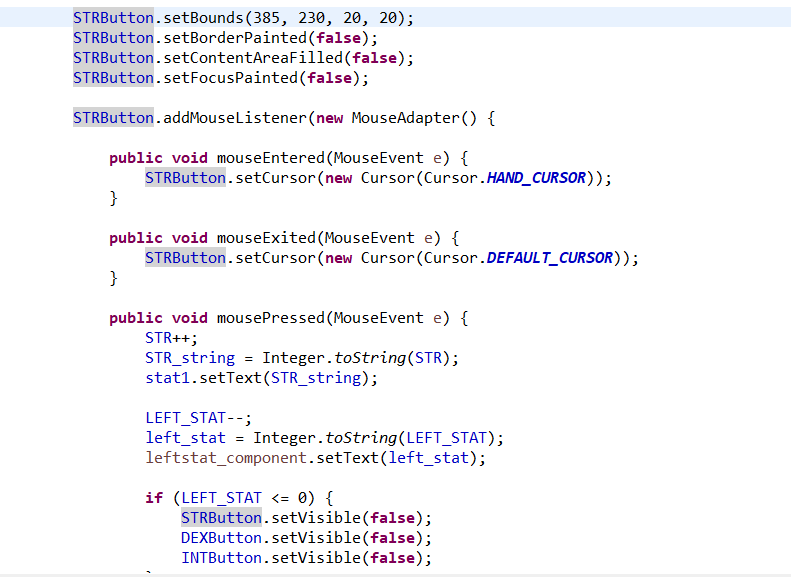 STRButton.setBounds(385, 230, 20, 20);
STRButton.setBorderPainted(false);
STRButton.setContentAreaFilled(false);
STRButton.setFocusPainted(false);
STRButton.addMouseListener(new MouseAdapter() {
public void mouseEntered(MouseEvent e) {
STRButton.setCursor(new Cursor(Cursor.HAND_CURSOR));
}
public void mouseExited(MouseEvent e) {
STRButton.setCursor(new Cursor(Cursor.DEFAULT_CURSOR));
}
public void mousePressed(MouseEvent e) {
STR++;
STR_string = Integer.toString(STR);
stat1.setText(STR_string);
LEFT_STAT--;
left_stat = Integer.toString(LEFT_STAT);
leftstat_component.setText(left_stat);
if (LEFT_STAT <= 0) {
STRButton.setVisible(false);
DEXButton.setVisible(false);
INTButton.setVisible(false);